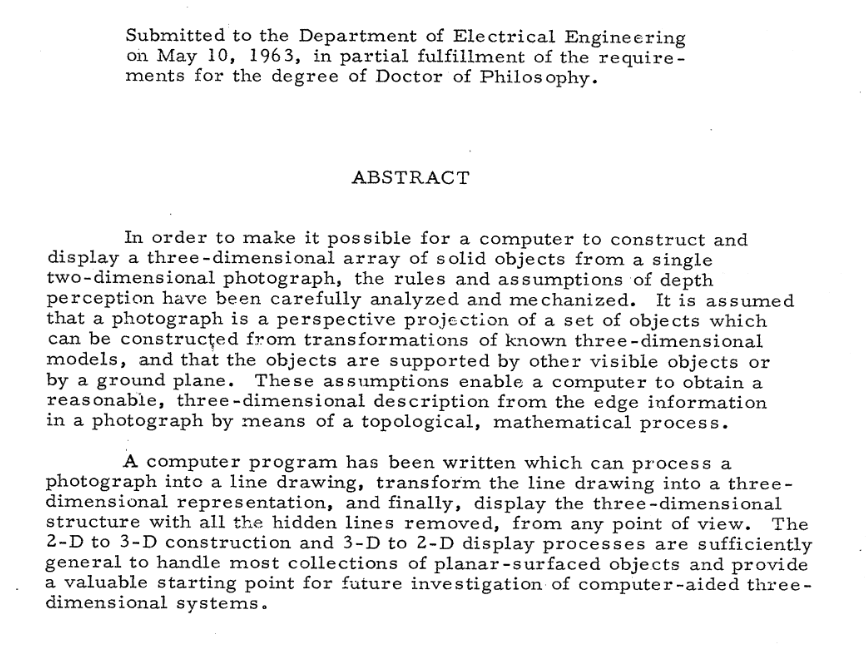 Submitted to the Department of Electrical Engineering
on May 10, 1963, in partial fulfillment of the require-
ments for the degree of Doctor of Philosophy.
ABSTRACT
In order to make it possible for a computer to construct and
display a three-dimensional array of solid objects from a single
two-dimensional photograph, the rules and assumptions of depth
perception have been carefully analyzed and mechanized. It is assumed
that a photograph is a perspective projection of a set of objects which
can be constructed from transformations of known three-dimensional
models, and that the objects are supported by other visible objects or
by a ground plane. These assumptions enable a computer to obtain a
reasonable, three-dimensional description from the edge information
in a photograph by means of a topological, mathematical process.
A computer program has been written which can process a
photograph into a line drawing, transform the line drawing into a three-
dimensional representation, and finally, display the three-dimensional
structure with all the hidden lines removed, from any point of view. The
2-D to 3-D construction and 3-D to 2-D display processes are sufficiently
general to handle most collections of planar-surfaced objects and provide
a valuable starting point for future investigation of computer-aided three-
dimensional systems.